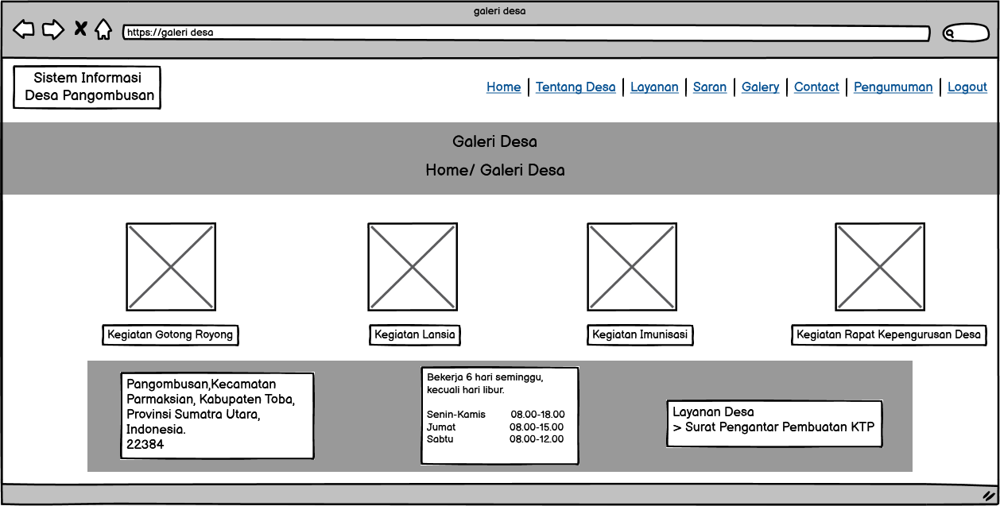 galeri desa
https://galeri desa
Sistem Informasi
Desa Pangombusan
Home | Tentang Desa | Layanan | Saran | Galery | Contact | Pengumuman | Logout
Galeri Desa
Home/ Galeri Desa
Kegiatan Gotong Royong
Kegiatan Lansia
Kegiatan Imunisasi
Kegiatan Rapat Kepengurusan Desa
Pangombusan,Kecamatan
Parmaksian, Kabupaten Toba,
Provinsi Sumatra Utara,
Indonesia.
22384
Bekerja 6 hari seminggu,
kecuali hari libur.
Senin-Kamis 08.00-18.00
Jumat 08.00-15.00
Sabtu 08.00-12.00
Layanan Desa
> Surat Pengantar Pembuatan KTP